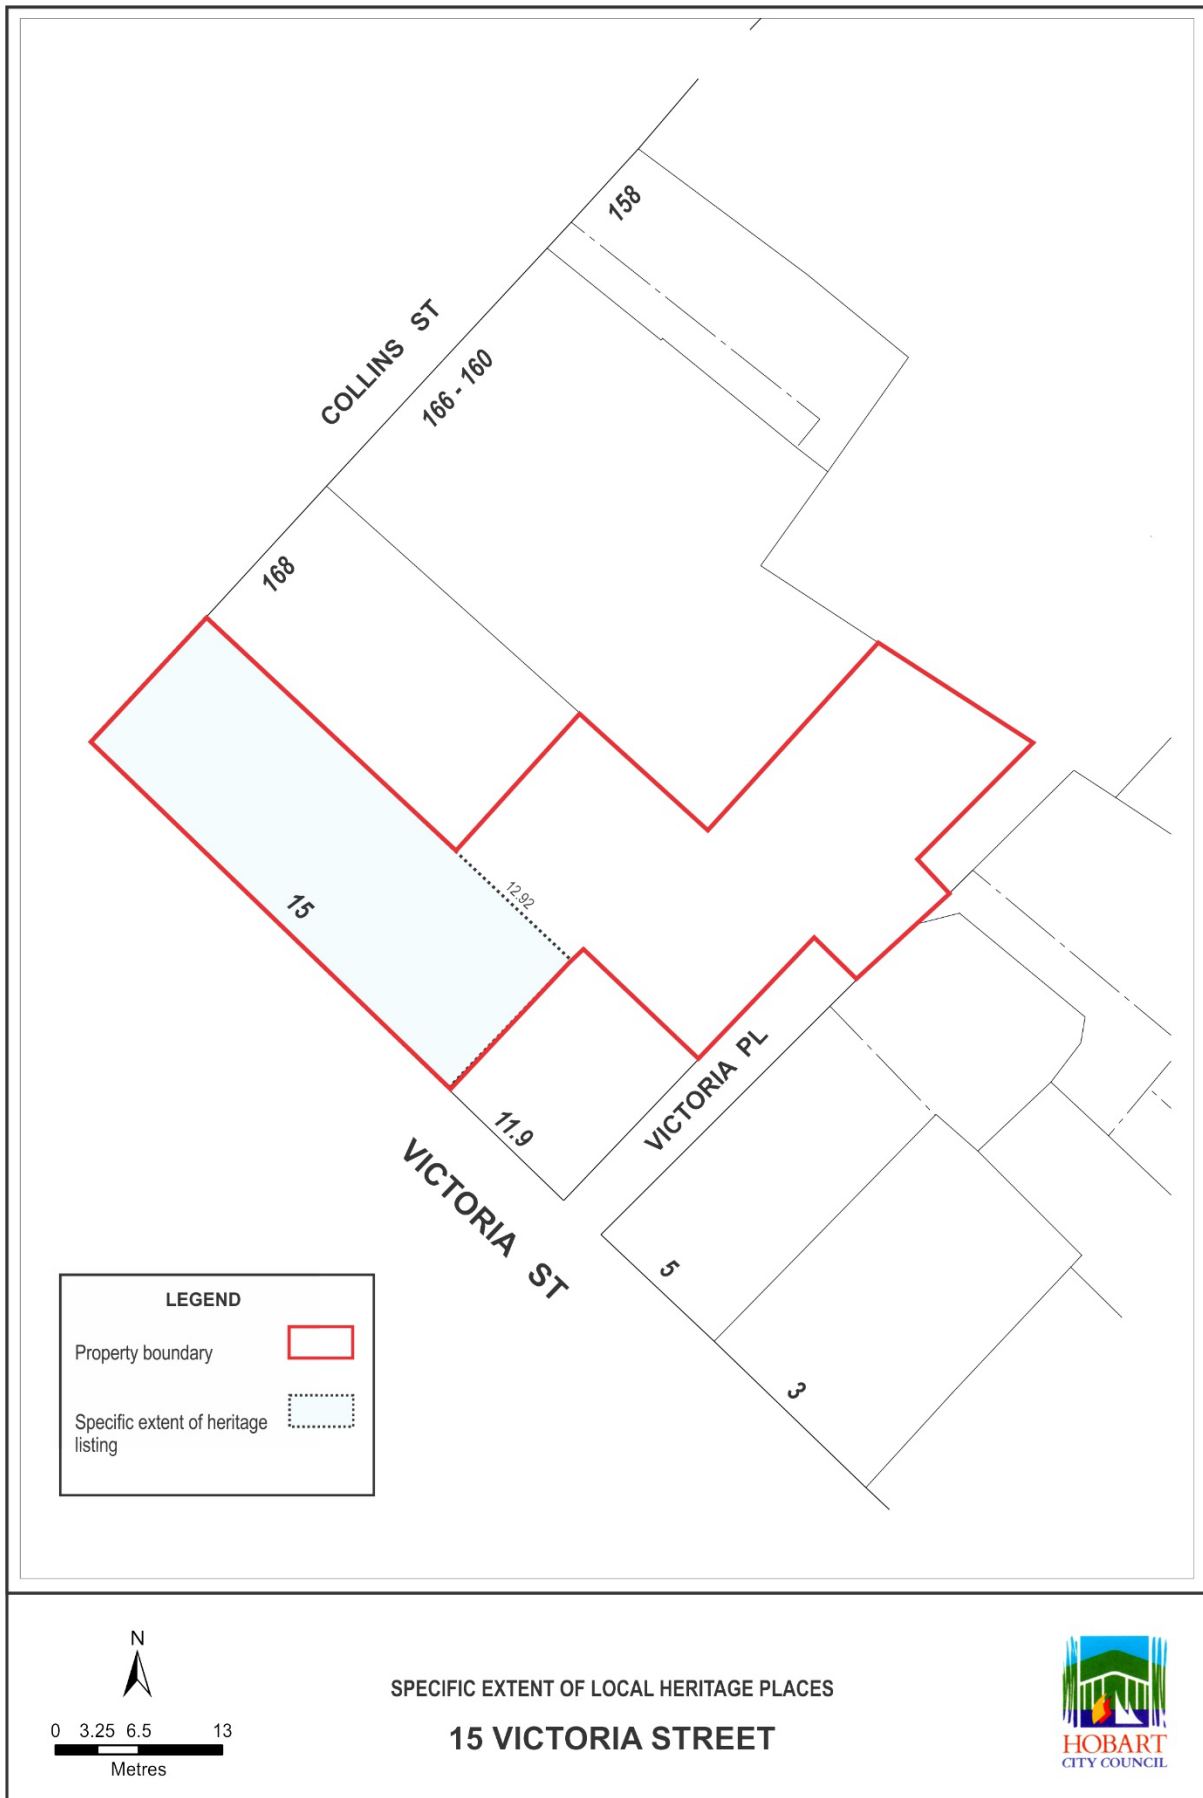 158
COLLINS ST
166 - 160
168
12.92
15
VICTORIA PL
11.9
VICTORIA ST
5
3
LEGEND
Property boundary
Specific extent of heritage
listing
N
0 3.25 6.5 13
Metres
SPECIFIC EXTENT OF LOCAL HERITAGE PLACES
15 VICTORIA STREET
HOBART
CITY COUNCIL